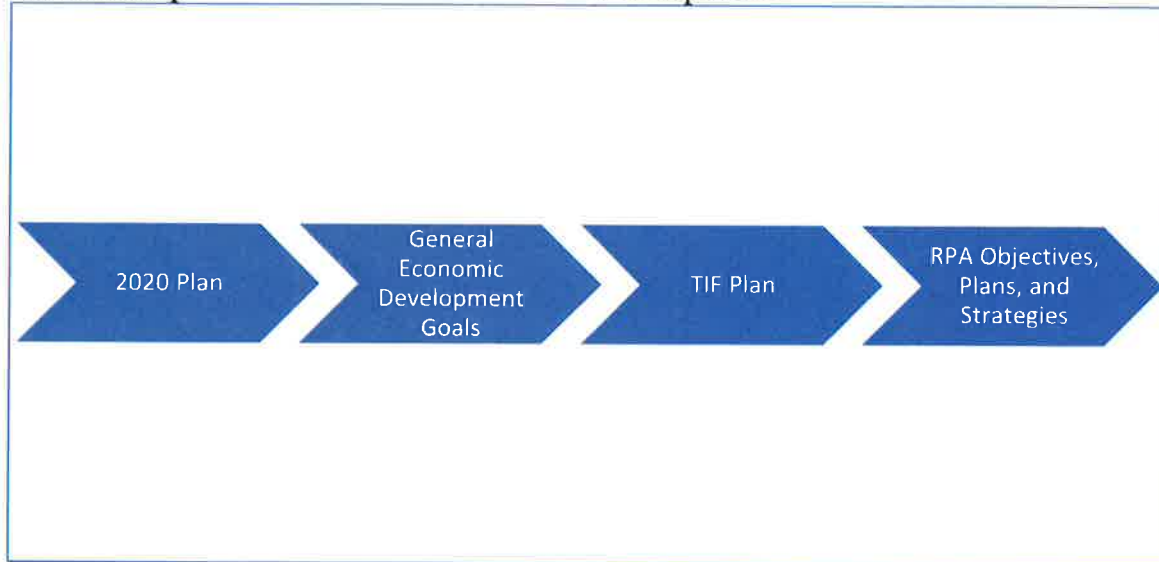 2020 Plan
General
Economic
Development
Goals
TIF Plan
RPA Objectives,
Plans, and
Strategies